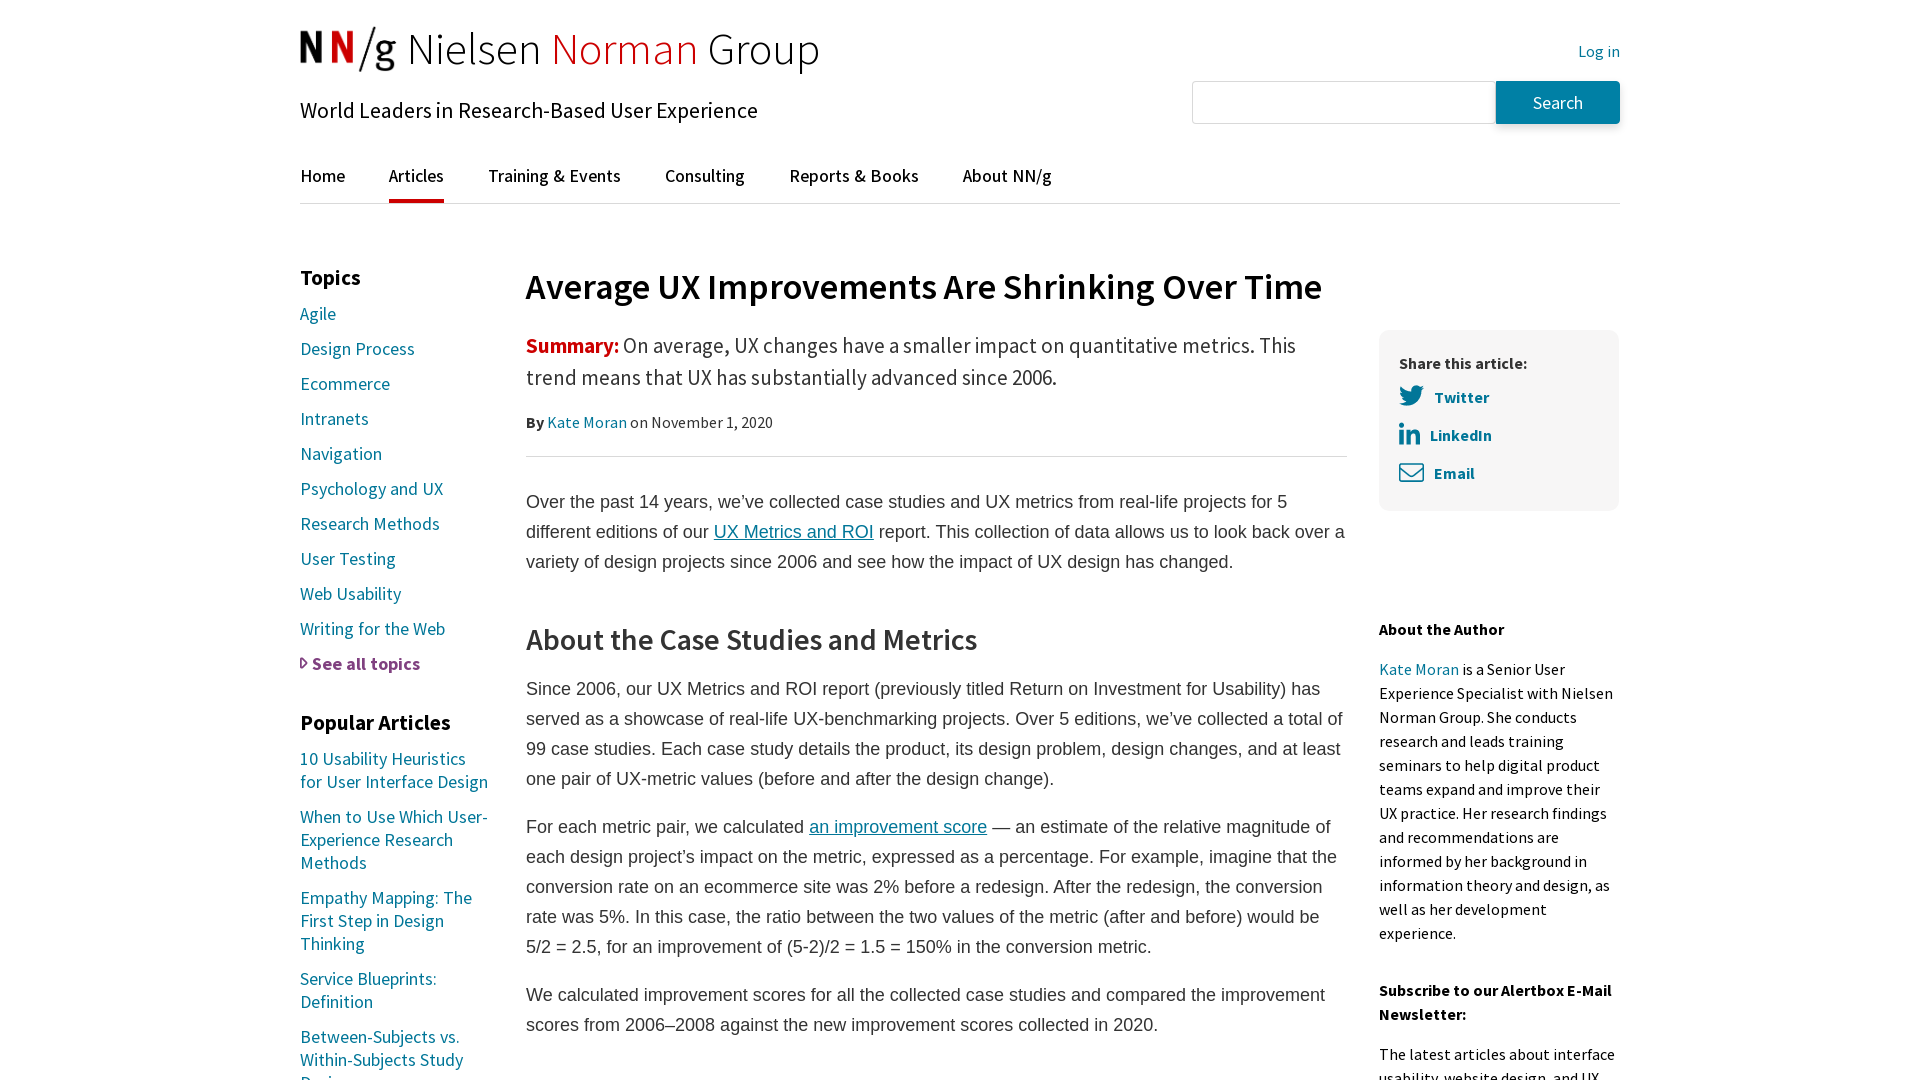 NN/g Nielsen Norman Group
Log in
Search
World Leaders in Research-Based User Experience
Home
Articles
Training & Events
Consulting
Reports & Books
About NN/g
Topics
Agile
Design Process
Ecommerce
Intranets
Navigation
Psychology and UX
Research Methods
User Testing
Web Usability
Writing for the Web
See all topics
Popular Articles
10 Usability Heuristics
for User Interface Design
When to Use Which User-
Experience Research
Methods
Empathy Mapping: The
First Step in Design
Thinking
Service Blueprints:
Definition
Between-Subjects vs.
Within-Subjects Study
Average UX Improvements Are Shrinking Over Time
Summary: On average, UX changes have a smaller impact on quantitative metrics. This
trend means that UX has substantially advanced since 2006.
By Kate Moran on November 1, 2020
Over the past 14 years, we’ve collected case studies and UX metrics from real-life projects for 5
different editions of our UX Metrics and ROI report. This collection of data allows us to look back over a
variety of design projects since 2006 and see how the impact of UX design has changed.
About the Case Studies and Metrics
Since 2006, our UX Metrics and ROI report (previously titled Return on Investment for Usability) has
served as a showcase of real-life UX-benchmarking projects. Over 5 editions, we’ve collected a total of
99 case studies. Each case study details the product, its design problem, design changes, and at least
one pair of UX-metric values (before and after the design change).
For each metric pair, we calculated an improvement score — an estimate of the relative magnitude of
each design project’s impact on the metric, expressed as a percentage. For example, imagine that the
conversion rate on an ecommerce site was 2% before a redesign. After the redesign, the conversion
rate was 5%. In this case, the ratio between the two values of the metric (after and before) would be
5/2 = 2.5, for an improvement of (5-2)/2 = 1.5 = 150% in the conversion metric.
We calculated improvement scores for all the collected case studies and compared the improvement
scores from 2006–2008 against the new improvement scores collected in 2020.
Share this article:
Twitter
LinkedIn
Email
About the Author
Kate Moran is a Senior User
Experience Specialist with Nielsen
Norman Group. She conducts
research and leads training
seminars to help digital product
teams expand and improve their
UX practice. Her research findings
and recommendations are
informed by her background in
information theory and design, as
well as her development
experience.
Subscribe to our Alertbox E-Mail
Newsletter:
The latest articles about interface
usability, website design, and UX